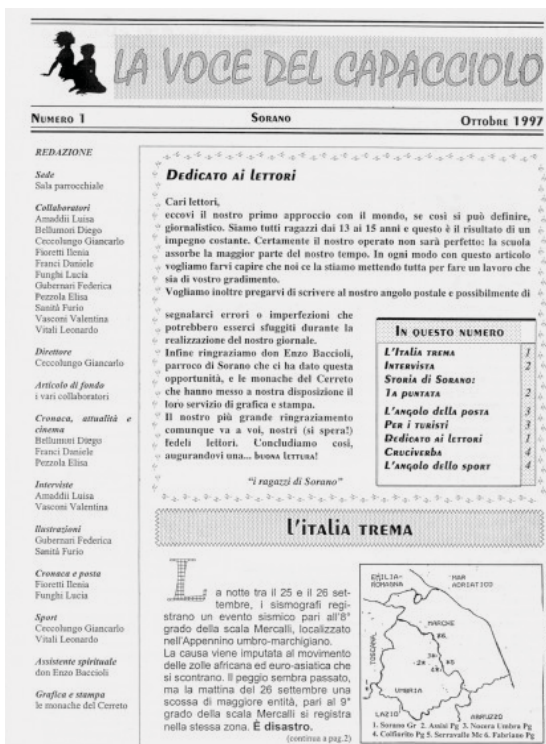 LA VOCE DEL CAPACCIOLO
NUMERO 1
SORANO
OTTOBRE 1997
REDAZIONE
Sede
Sala parrocchiale
Collaboratori
Amaddii Luisa
Bellumori Diego
Ceccolungo Giancarlo
Fioretti Ilenia
Franci Daniele
Funghi Lucia
Gubernari Federica
Pezzola Elisa
Sanità Furio
Vasconi Valentina
Vitali Leonardo
Direttore
Ceccolungo Giancarlo
Articolo di fondo
i vari collaboratori
Cronaca, attualità e
cinema
Bellumori Diego
Franci Daniele
Pezzola Elisa
Interviste
Amaddii Luisa
Vasconi Valentina
Ilustrazioni
Gubernari Federica
Sanità Furio
Cronaca e posta
Fioretti Ilenia
Funghi Lucia
Sport
Ceccolungo Giancarlo
Vitali Leonardo
Assistente spirituale
don Enzo Baccioli
Grafica e stampa
le monache del Cerreto
DEDICATO AI LETTORI
Cari lettori,
eccovi il nostro primo approccio con il mondo, se così si può definire,
giornalistico. Siamo tutti ragazzi dai 13 ai 15 anni e questo è il risultato di un
impegno costante. Certamente il nostro operato non sarà perfetto: la scuola
assorbe la maggior parte del nostro tempo. In ogni modo con questo articolo
vogliamo farvi capire che noi ce la stiamo mettendo tutta per fare un lavoro che
sia di vostro gradimento.
Vogliamo inoltre pregarvi di scrivere al nostro angolo postale e possibilmente di
segnalarci errori o imperfezioni che
potrebbero esserci sfuggiti durante la
realizzazione del nostro giornale.
Infine ringraziamo don Enzo Baccioli,
parroco di Sorano che ci ha dato questa
opportunità, e le monache del Cerreto
che hanno messo a nostra disposizione il
loro servizio di grafica e stampa.
Il nostro più grande ringraziamento
comunque va a voi, nostri (si spera!)
fedeli lettori. Concludiamo così,
augurandovi una... BUONA LETTURA!
"i ragazzi di Sorano"
IN QUESTO NUMERO
L'ITALIA TREMA 1
INTERVISTA 2
STORIA DI SORANO:
1A PUNTATA 2
L'ANGOLO DELLA POSTA 3
PER I TURISTI 3
DEDICATO AI LETTORI 1
CRUCIVERBA 4
L'ANGOLO DELLO SPORT 4
L'ITALIA TREMA
La notte tra il 25 e il 26 set-
tembre, i sismografi regi-
strano un evento sismico pari all'8°
grado della scala Mercalli, localizzato
nell'Appennino umbro-marchigiano.
La causa viene imputata al movimento
delle zolle africana ed euro-asiatica che
si scontrano. Il peggio sembra passato,
ma la mattina del 26 settembre una
scossa di maggiore entità, pari al 9°
grado della scala Mercalli si registra
nella stessa zona. È disastro.
(continua a pag.2)
EMILIA-
ROMAGNA
MAR
ADRIATICO
MARCHE
TOSCANA
UMBRIA
LAZIO
ABRUZZO
1. Sorano Gr 2. Assisi Pg 3. Nocera Umbra Pg
4. Colfiorito Pg 5. Serravalle Mc 6. Fabriano Pg